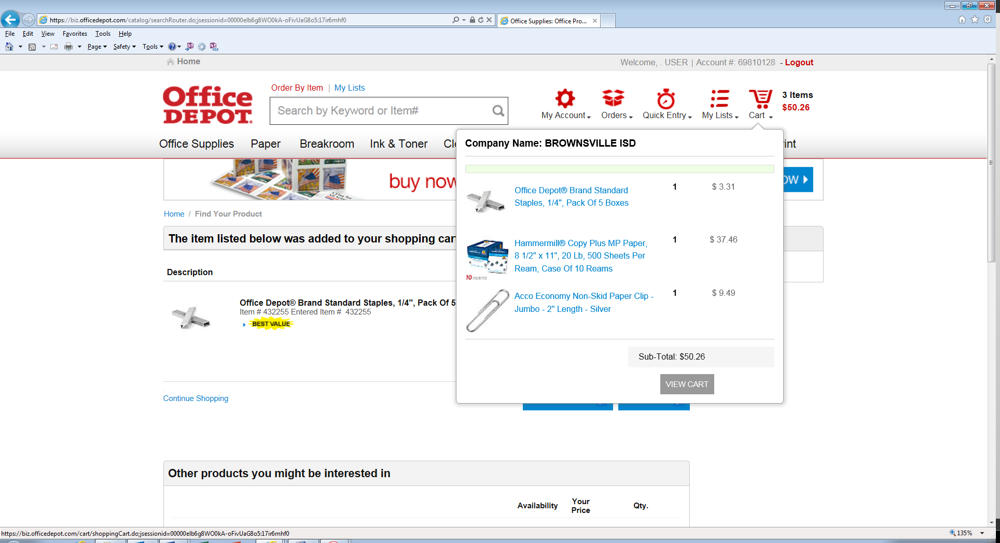 https://biz.officedepot.com/catalog/searchRouter.do;jsessionid=00000elb6g8WO0kA-oFivUaG8o5:17ir6mhf0
Office Supplies: Office Pro...
File Edit View Favorites Tools Help
Page Safety Tools
Home
Welcome, . USER | Account #: 69810128 - Logout
Office DEPOT.
Order By Item | My Lists
Search by Keyword or Item#
My Account Orders Quick Entry My Lists Cart
3 Items
$50.26
Office Supplies Paper Breakroom Ink & Toner Cle
int
Company Name: BROWNSVILLE ISD
buy now
OW
Office Depot® Brand Standard Staples, 1/4", Pack Of 5 Boxes 1 $ 3.31
Hammermill® Copy Plus MP Paper, 8 1/2" x 11", 20 Lb, 500 Sheets Per Ream, Case Of 10 Reams 1 $ 37.46
10 reams
Acco Economy Non-Skid Paper Clip - Jumbo - 2" Length - Silver 1 $ 9.49
Sub-Total: $50.26
VIEW CART
Home / Find Your Product
The item listed below was added to your shopping cart
Description
Office Depot® Brand Standard Staples, 1/4", Pack Of 5
Item # 432255 Entered Item # 432255
BEST VALUE
Continue Shopping
Other products you might be interested in
Availability Your Price Qty.
https://biz.officedepot.com/cart/shoppingCart.do;jsessionid=00000elb6g8WO0kA-oFivUaG8o5:17ir6mhf0
135%